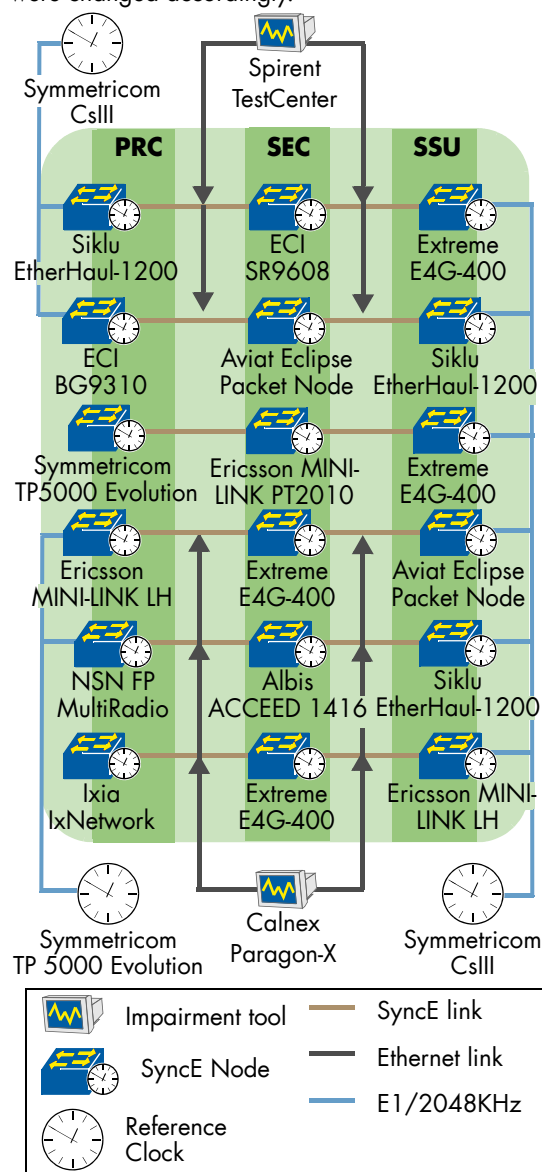 were changed accordingly.
Symmetricom
CsIII
Spirent
TestCenter
PRC
SEC
SSU
Siklu
EtherHaul-1200
ECI
SR9608
Extreme
E4G-400
ECI
BG9310
Aviat Eclipse
Packet Node
Siklu
EtherHaul-1200
Symmetricom
TP5000 Evolution
Ericsson MINI-
LINK PT2010
Extreme
E4G-400
Ericsson
MINI-LINK LH
Extreme
E4G-400
Aviat Eclipse
Packet Node
NSN FP
MultiRadio
Albis
ACCEED 1416
Siklu
EtherHaul-1200
Ixia
IxNetwork
Extreme
E4G-400
Ericsson MINI-
LINK LH
Symmetricom
TP 5000 Evolution
Calnex
Paragon-X
Symmetricom
CsIII
Impairment tool
SyncE link
SyncE Node
Ethernet link
E1/2048KHz
Reference
Clock